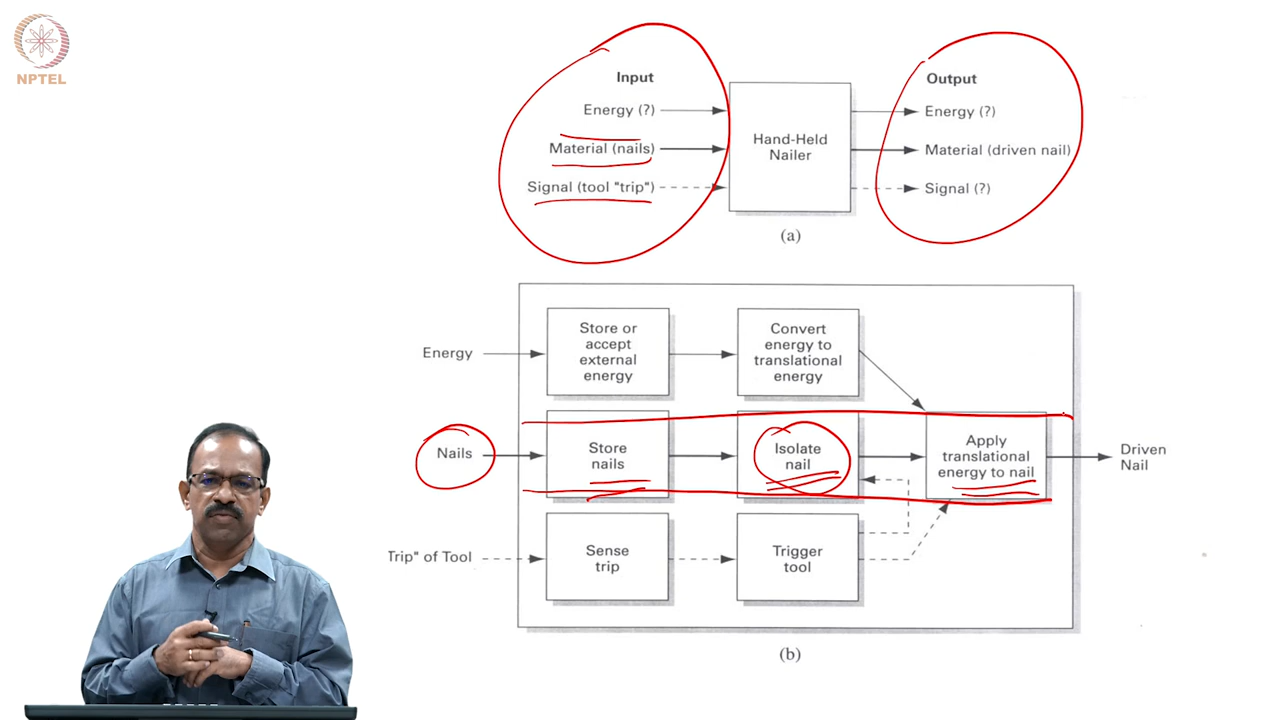 NPTEL
Input
Output
Energy (?)
Energy (?)
Material (nails)
Hand-Held
Nailer
Material (driven nail)
Signal (tool "trip")
Signal (?)
(a)
Energy
Store or
accept
external
energy
Convert
energy to
translational
energy
Nails
Store
nails
Isolate
nail
Apply
translational
energy to nail
Driven
Nail
Trip" of Tool
Sense
trip
Trigger
tool
(b)